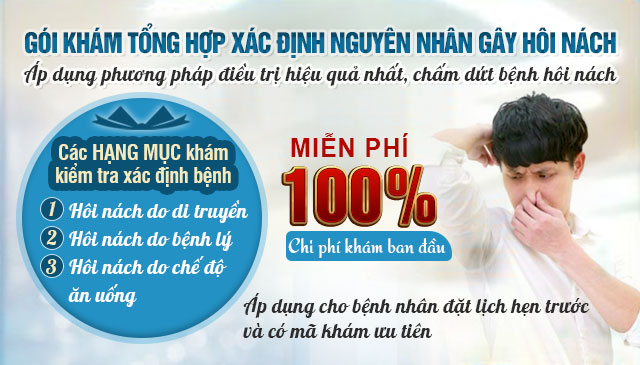 GÓI KHÁM TỔNG HỢP XÁC ĐỊNH NGUYÊN NHÂN GÂY HÔI NÁCH
Áp dụng phương pháp điều trị hiệu quả nhất, chấm dứt bệnh hôi nách
Các HẠNG MỤC khám
kiểm tra xác định bệnh
1 Hôi nách do di truyền
2 Hôi nách do bệnh lý
3 Hôi nách do chế độ
ăn uống
MIỄN PHÍ
100%
Chi phí khám ban đầu
Áp dụng cho bệnh nhân đặt lịch hẹn trước
và có mã khám ưu tiên